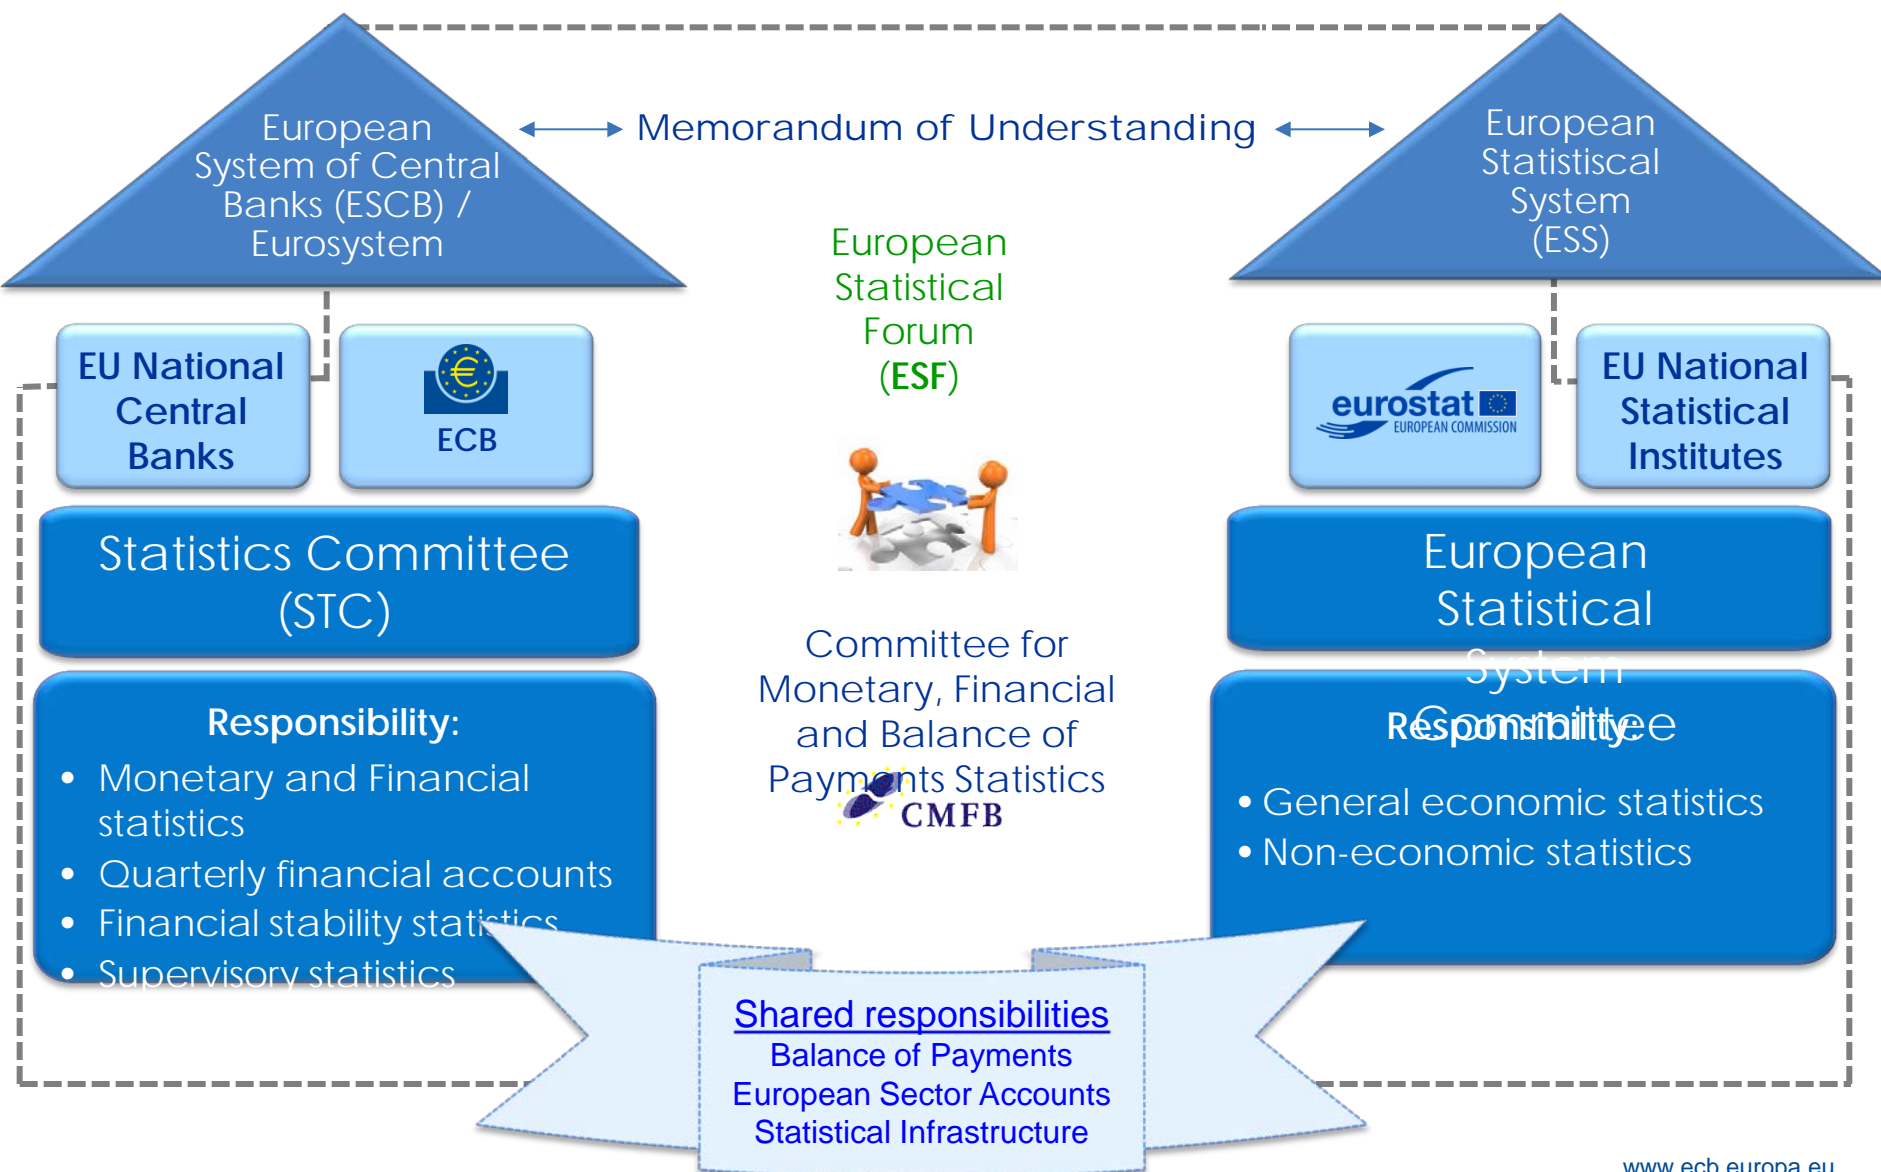 European
System of Central
Banks (ESCB) /
Eurosystem
Memorandum of Understanding
European
Statistiscal
System
(ESS)
European
Statistical
Forum
(ESF)
EU National
Central
Banks
ECB
eurostat
EUROPEAN COMMISSION
EU National
Statistical
Institutes
Statistics Committee
(STC)
European
Statistical
System
Committee
Committee for
Monetary, Financial
and Balance of
Payments Statistics
CMFB
Responsibility:
• Monetary and Financial
statistics
• Quarterly financial accounts
• Financial stability statistics
• Supervisory statistics
Responsibility:
• General economic statistics
• Non-economic statistics
Shared responsibilities
Balance of Payments
European Sector Accounts
Statistical Infrastructure
www.ecb.europa.eu